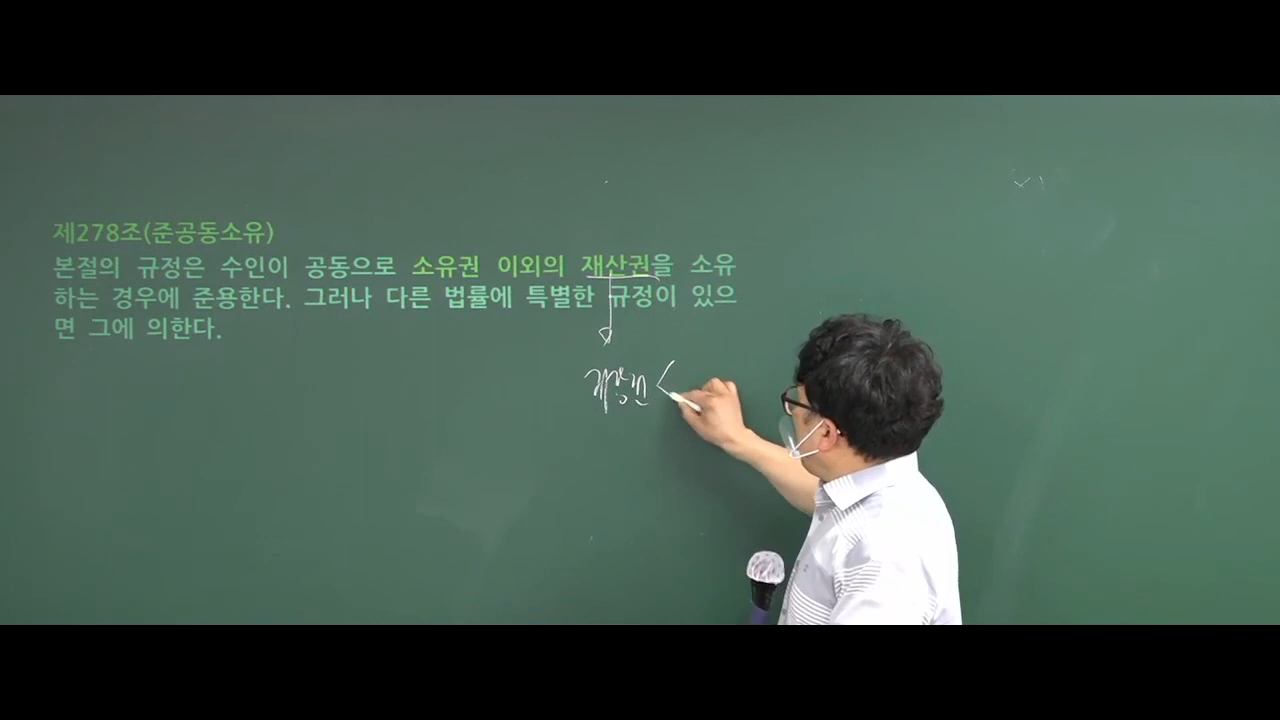 제278조(준공동소유)
본절의 규정은 수인이 공동으로 소유권 이외의 재산권을 소유
하는 경우에 준용한다. 그러나 다른 법률에 특별한 규정이 있으
면 그에 의한다.